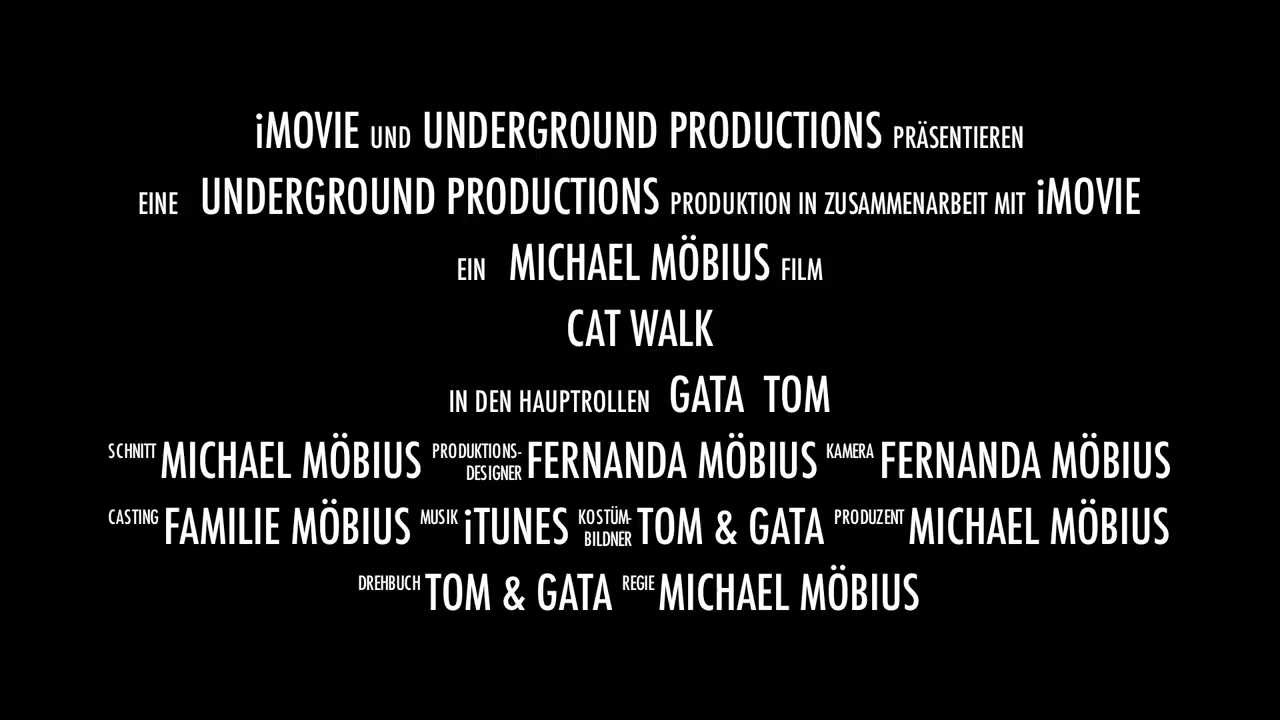 iMOVIE UND UNDERGROUND PRODUCTIONS PRÄSENTIEREN
EINE UNDERGROUND PRODUCTIONS PRODUKTION IN ZUSAMMENARBEIT MIT iMOVIE
EIN MICHAEL MÖBIUS FILM
CAT WALK
IN DEN HAUPTROLLEN GATA TOM
SCHNITT MICHAEL MÖBIUS PRODUKTIONS-DESIGNER FERNANDA MÖBIUS KAMERA FERNANDA MÖBIUS
CASTING FAMILIE MÖBIUS MUSIK iTUNES KOSTÜM-BILDNER TOM & GATA PRODUZENT MICHAEL MÖBIUS
DREHBUCH TOM & GATA REGIE MICHAEL MÖBIUS